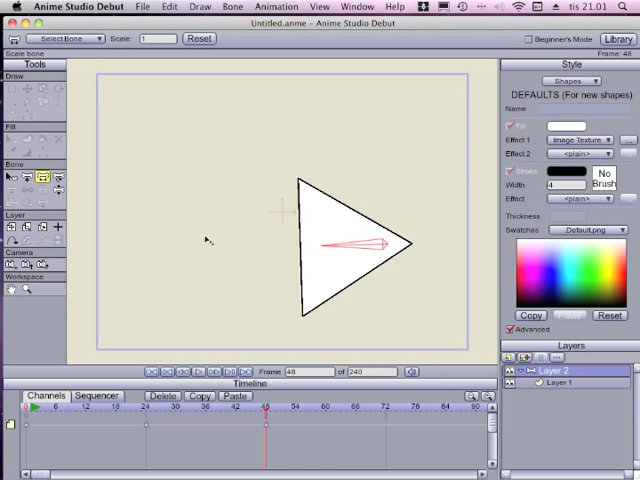 Anime Studio Debut File Edit Draw Bone Animation View Window Help tis 21.01
Untitled.anme - Anime Studio Debut
Select Bone Scale: 1 Reset Beginner's Mode Library
Scale bone Frame: 48
Tools
Draw
Fill
Bone
Layer
Camera
Workspace
Style
Shapes
DEFAULTS (For new shapes)
Name
Fill
Effect 1 Image Texture ...
Effect 2 <plain>
Stroke
No Brush
Width 4
Effect <plain>
Thickness
Swatches Default.png
Copy Paste Reset
Advanced
Layers
Layer 2
Layer 1
Frame 48 of 240
Timeline
Channels Sequencer Delete Copy Paste
0 6 12 18 24 30 36 42 48 54 60 66 72 78 84 90